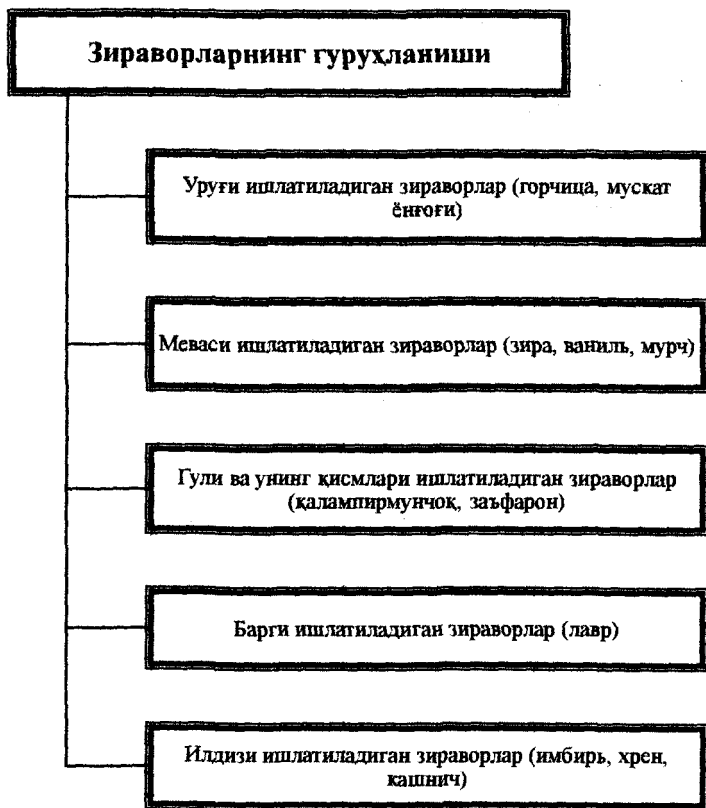 Зираворларнинг гуруҳланиши
Уруғи ишлатиладиган зираворлар (горчица, мускат
ёнғоғи)
Меваси ишлатиладиган зираворлар (зира, ваниль, мурч)
Гули ва унинг қисмлари ишлатиладиган зираворлар
(қалампирмунчоқ, заъфарон)
Барги ишлатиладиган зираворлар (лавр)
Илдизи ишлатиладиган зираворлар (имбирь, хрен,
кашнич)